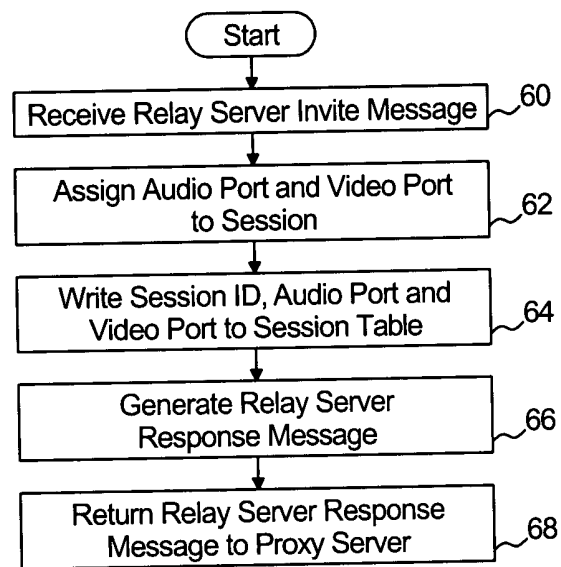 Start
Receive Relay Server Invite Message
60
Assign Audio Port and Video Port
to Session
62
Write Session ID, Audio Port and
Video Port to Session Table
64
Generate Relay Server
Response Message
66
Return Relay Server Response
Message to Proxy Server
68